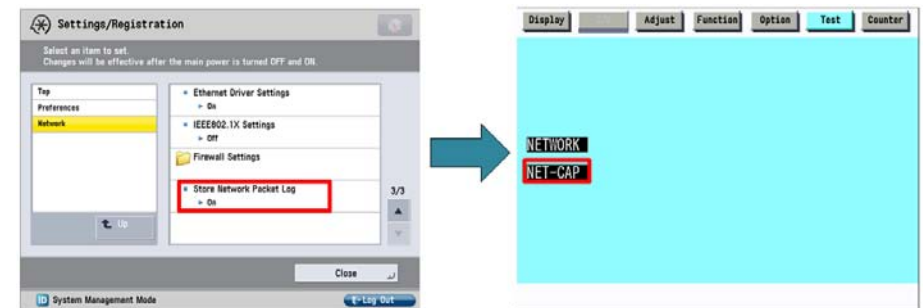 Settings/Registration
Select an item to set.
Changes will be effective after the main power is turned OFF and ON.
Top
Preferences
Network
Up
Ethernet Driver Settings
On
IEEE802.1X Settings
Off
Firewall Settings
Store Network Packet Log
On
3/3
Close
ID System Management Mode
Log Out
Display
Adjust
Function
Option
Test
Counter
NETWORK
NET-CAP